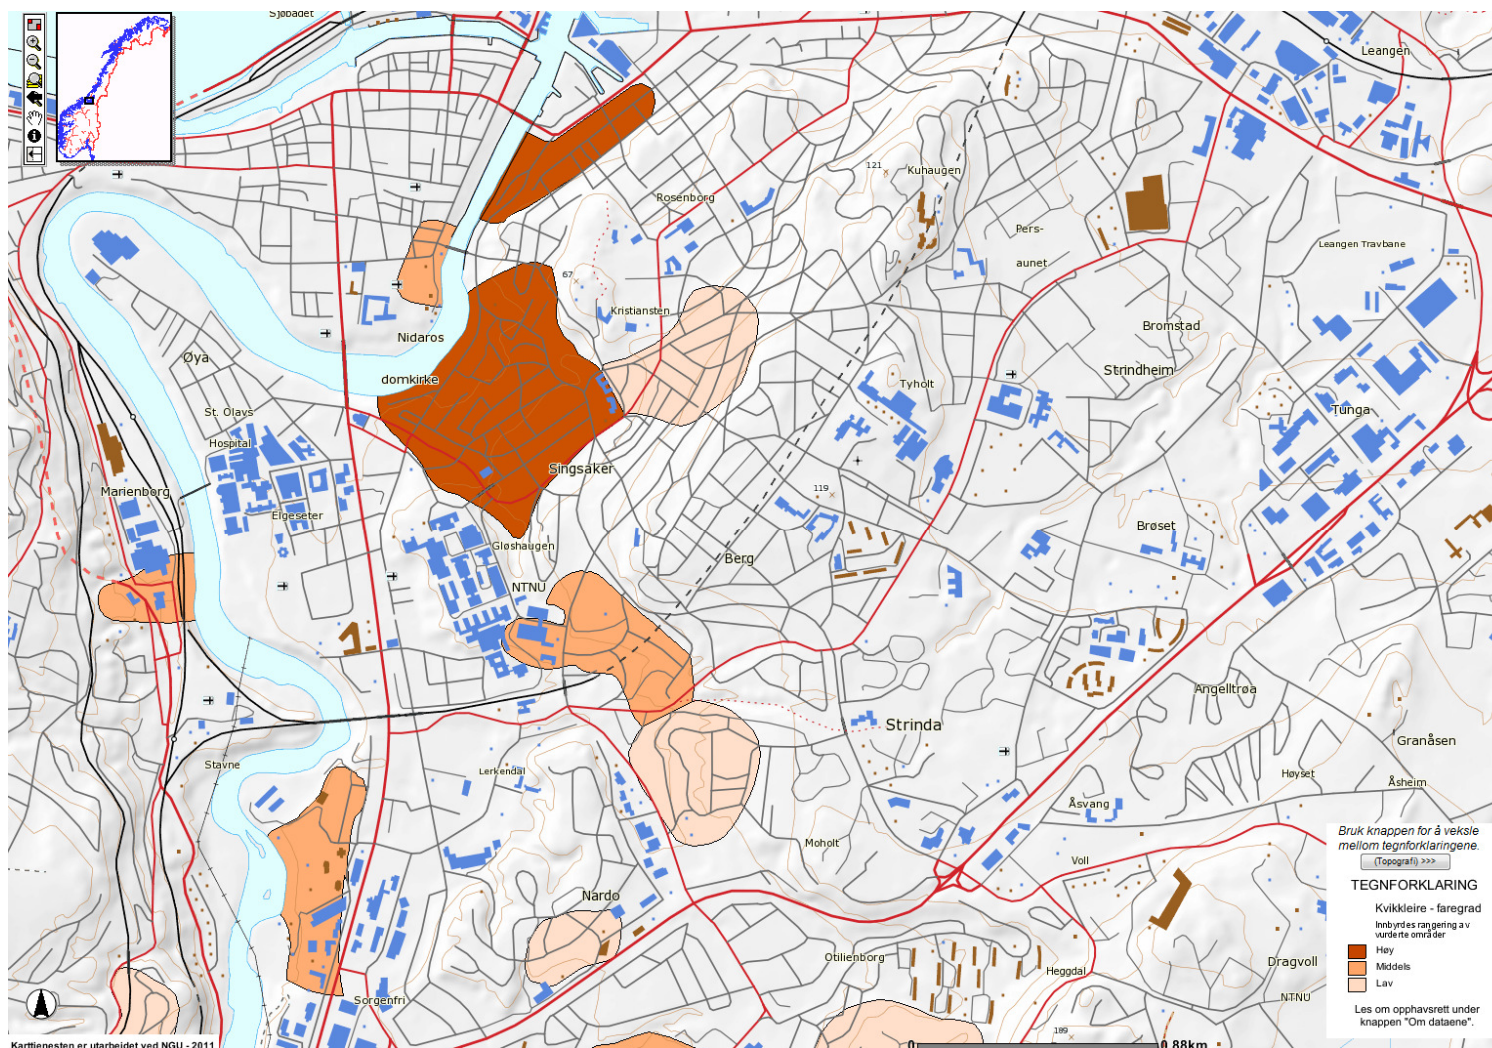 Sjøbadet
Leangen
121
Kuhaugen
Rosenborg
Pers-
aunet
Leangen Travbane
67
Kristiansten
Nidaros
domkirke
Bromstad
Strindheim
Øya
Tyholt
Tunga
St. Olavs
Hospital
Singsaker
Marienborg
119
Elgeseter
Brøset
Gløshaugen
Berg
NTNU
Angelltrøa
Strinda
Granåsen
Stavne
Lerkendal
Høyset
Åsheim
Åsvang
Moholt
Voll
Nardo
Otilienborg
Heggdal
Dragvoll
NTNU
Sorgenfri
189
Bruk knappen for å veksle
mellom tegnforklaringene.
(Topografi) >>>
TEGNFORKLARING
Kvikkleire - faregrad
Innbyrdes rangering av
vurderte områder
Høy
Middels
Lav
Les om opphavsrett under
knappen "Om dataene".
Karttjenesten er utarbeidet ved NGU - 2011
0
0.88km